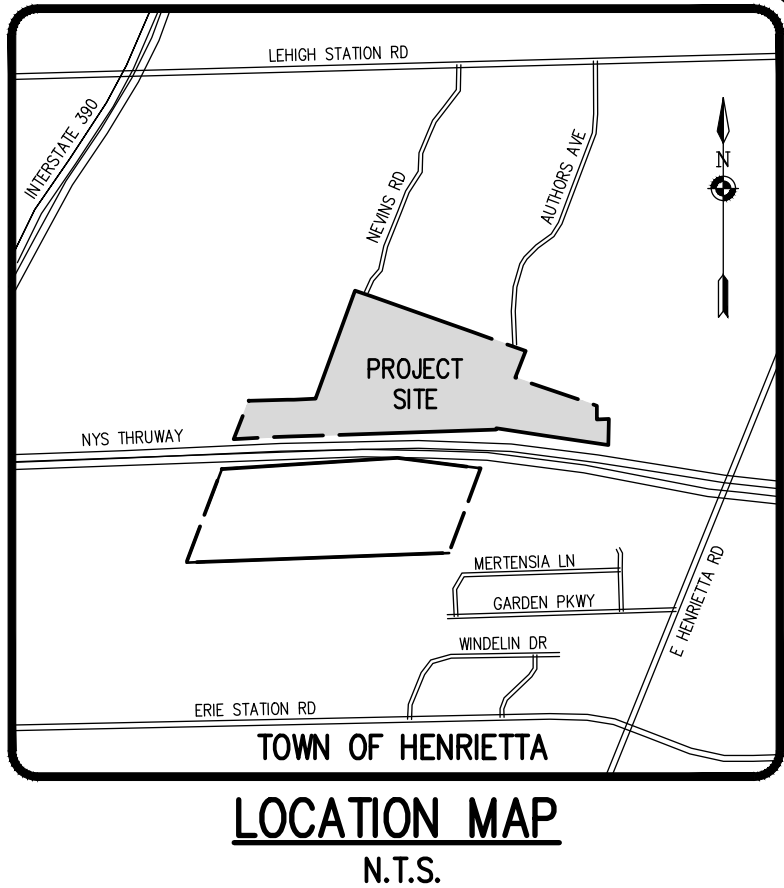 LEHIGH STATION RD
INTERSTATE 390
NEVINS RD
AUTHORS AVE
N
PROJECT
SITE
NYS THRUWAY
MERTENSIA LN
GARDEN PKWY
E HENRIETTA RD
WINDELIN DR
ERIE STATION RD
TOWN OF HENRIETTA
LOCATION MAP
N.T.S.